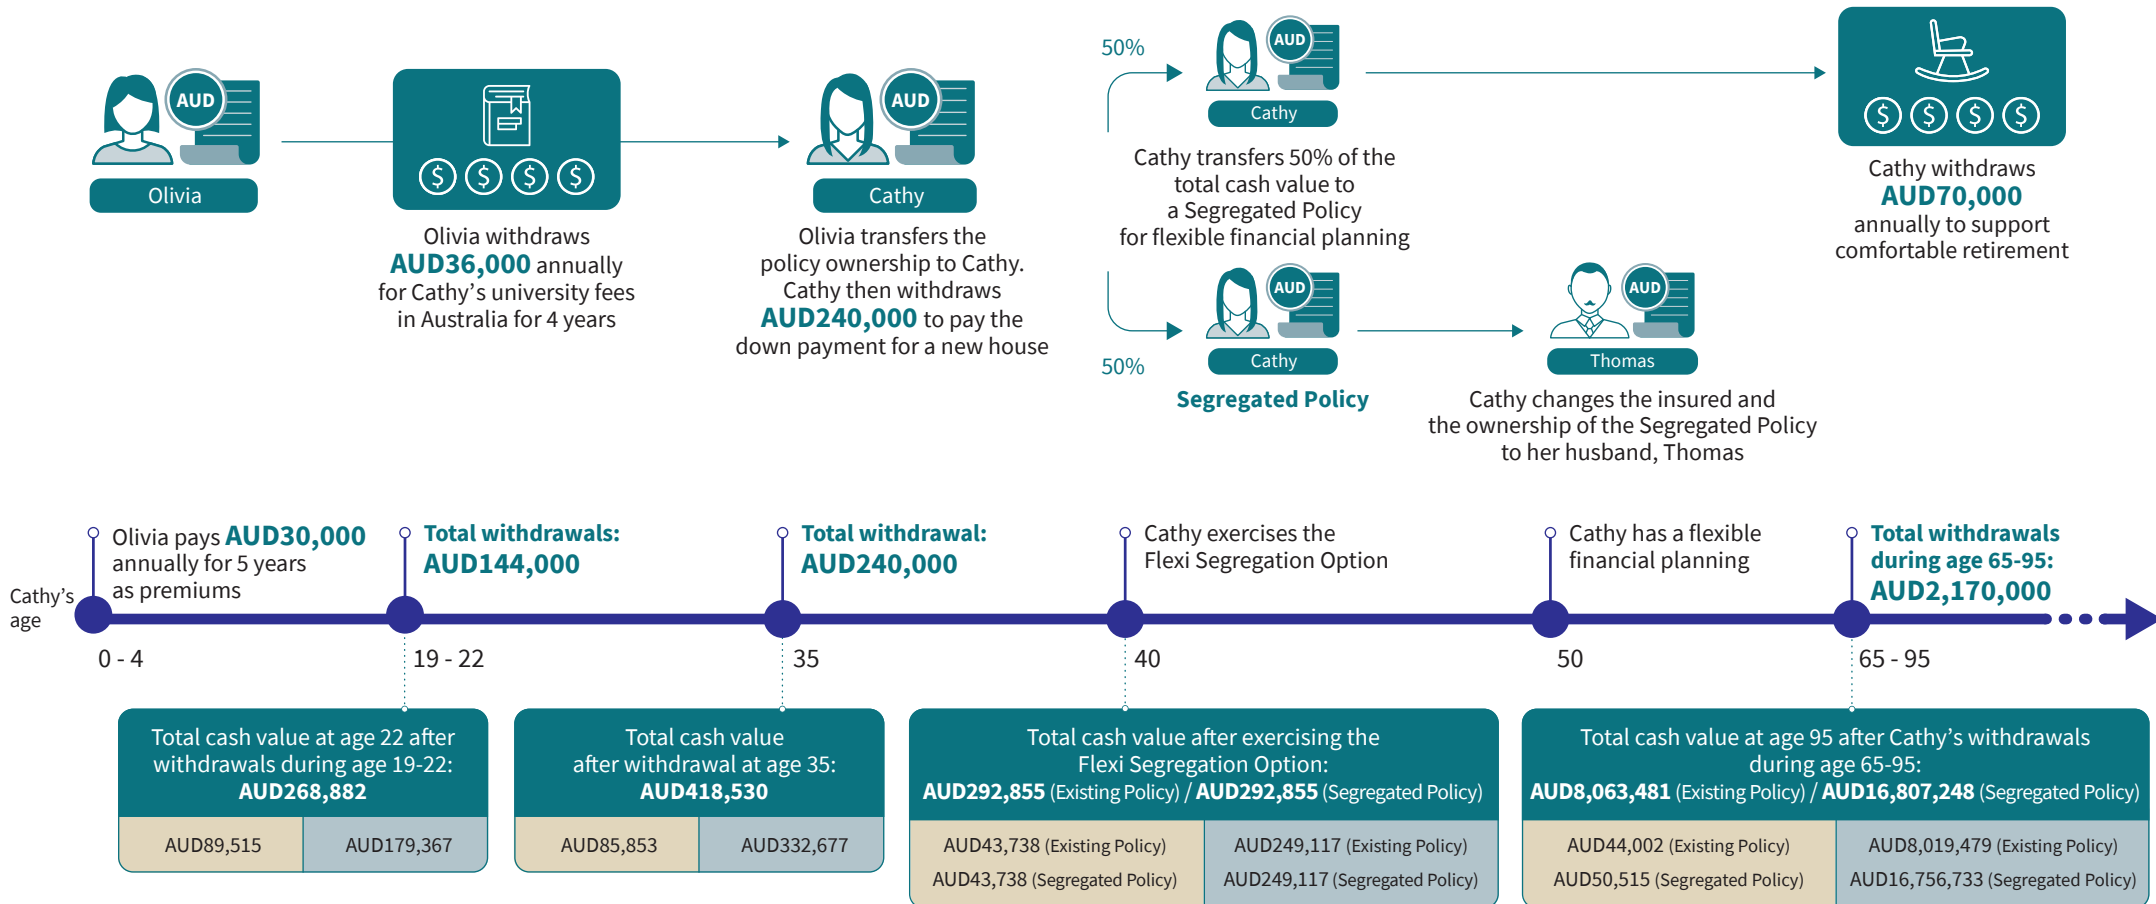 AUD
Olivia
$ $ $ $
Olivia withdraws
AUD36,000 annually
for Cathy's university fees
in Australia for 4 years
AUD
Cathy
Olivia transfers the
policy ownership to Cathy.
Cathy then withdraws
AUD240,000 to pay the
down payment for a new house
50%
AUD
Cathy
Cathy transfers 50% of the
total cash value to
a Segregated Policy
for flexible financial planning
50%
AUD
Cathy
Segregated Policy
AUD
Thomas
Cathy changes the insured and
the ownership of the Segregated Policy
to her husband, Thomas
$ $ $ $
Cathy withdraws
AUD70,000
annually to support
comfortable retirement
Cathy's
age
Olivia pays AUD30,000
annually for 5 years
as premiums
0 - 4
Total withdrawals:
AUD144,000
19 - 22
Total withdrawal:
AUD240,000
35
Cathy exercises the
Flexi Segregation Option
40
Cathy has a flexible
financial planning
50
Total withdrawals
during age 65-95:
AUD2,170,000
65 - 95
Total cash value at age 22 after
withdrawals during age 19-22:
AUD268,882
AUD89,515
AUD179,367
Total cash value
after withdrawal at age 35:
AUD418,530
AUD85,853
AUD332,677
Total cash value after exercising the
Flexi Segregation Option:
AUD292,855 (Existing Policy) / AUD292,855 (Segregated Policy)
AUD43,738 (Existing Policy)
AUD43,738 (Segregated Policy)
AUD249,117 (Existing Policy)
AUD249,117 (Segregated Policy)
Total cash value at age 95 after Cathy's withdrawals
during age 65-95:
AUD8,063,481 (Existing Policy) / AUD16,807,248 (Segregated Policy)
AUD44,002 (Existing Policy)
AUD50,515 (Segregated Policy)
AUD8,019,479 (Existing Policy)
AUD16,756,733 (Segregated Policy)